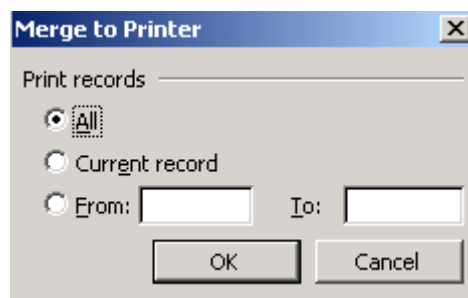 Merge to Printer
Print records
All
Current record
From: To:
OK Cancel